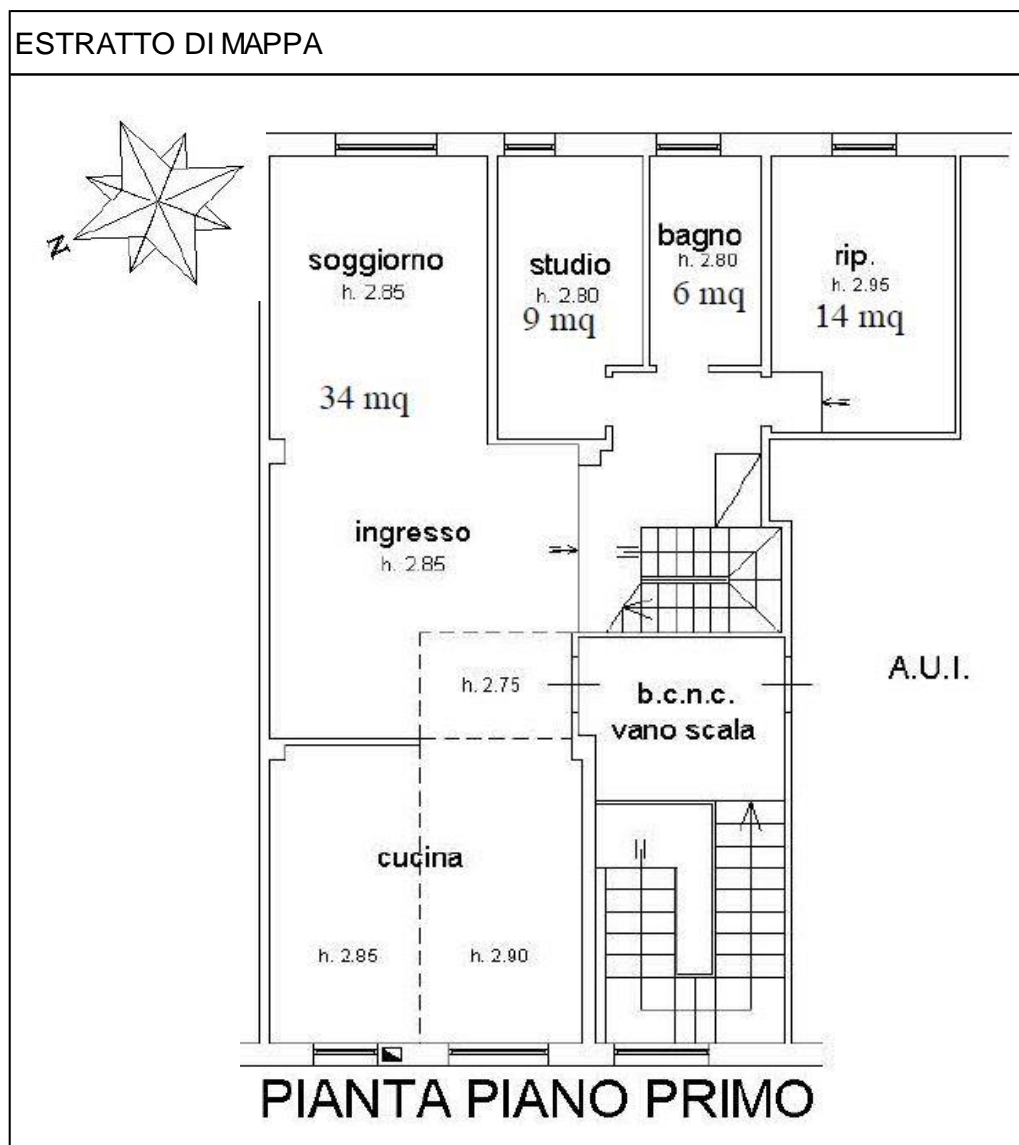 ESTRATTO DI MAPPA
N
soggiorno
h. 2.85
34 mq
studio
h. 2.80
9 mq
bagno
h. 2.80
6 mq
rip.
h. 2.95
14 mq
ingresso
h. 2.85
h. 2.75
b.c.n.c.
vano scala
A.U.I.
cucina
h. 2.85
h. 2.90
PIANTA PIANO PRIMO